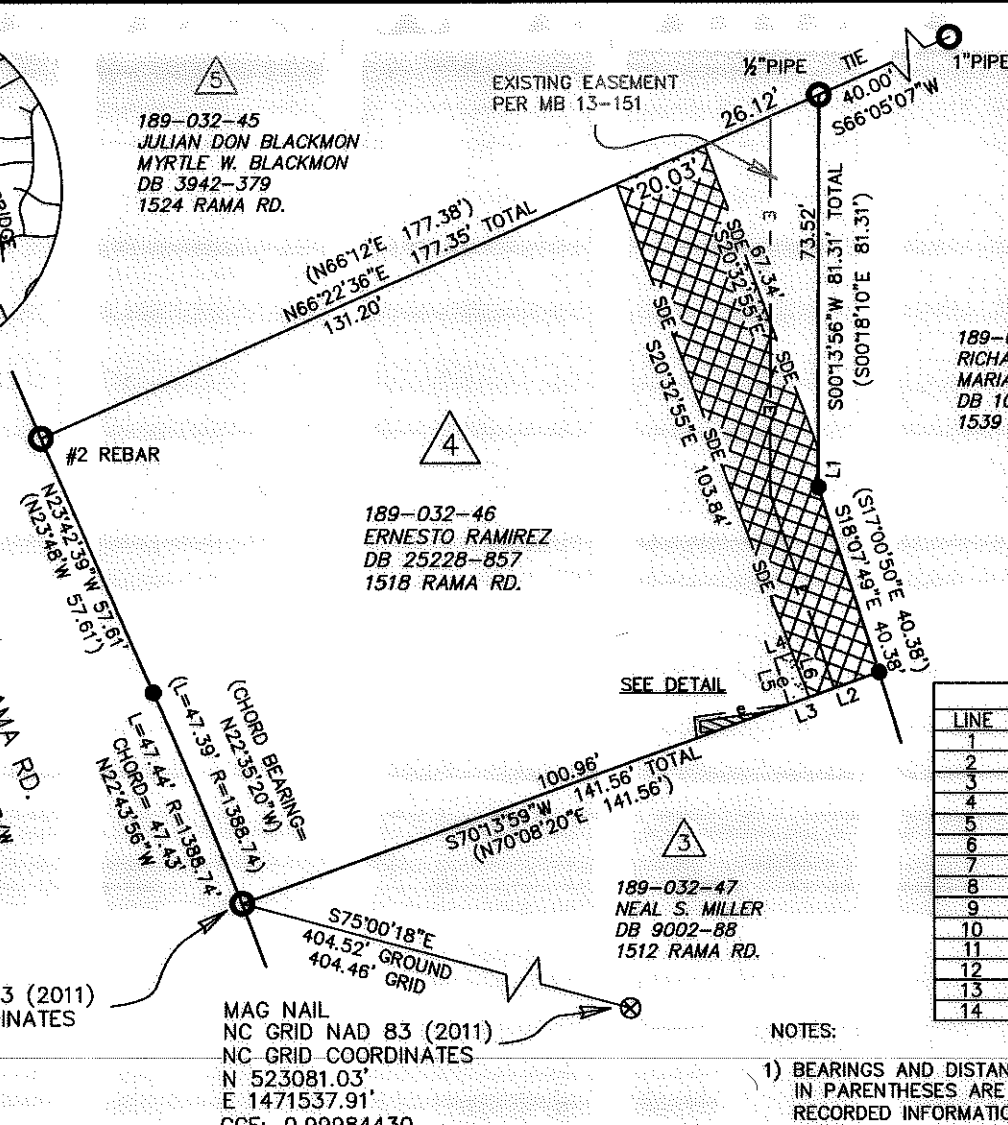 5
189-032-45
JULIAN DON BLACKMON
MYRTLE W. BLACKMON
DB 3942-379
1524 RAMA RD.
EXISTING EASEMENT
PER MB 13-151
½"PIPE
TIE
1"PIPE
40.00'
S66°05'07"W
26.12'
20.03'
(N66°12'E 177.38')
N66°22'36"E 177.35' TOTAL
131.20'
73.52'
S00°13'56"W 81.31' TOTAL
(S00°18'10"E 81.31')
SDE 67.34' SDE
S20°32'55"E
SDE SDE SDE
S20°32'55"E 103.84'
E
E
189-0
RICHA
MARIA
DB 10
1539
RIDGE
#2 REBAR
4
189-032-46
ERNESTO RAMIREZ
DB 25228-857
1518 RAMA RD.
L1
(S17°00'50"E 40.38')
S18°07'49"E 40.38'
N23°42'39"W 57.61'
(N23°48'W 57.61')
AMA RD.
/W
(CHORD BEARING=
N22°35'20"W)
(L=47.39' R=1388.74)
L=47.44' R=1388.74'
CHORD= 47.43'
N22°43'56"W
SEE DETAIL
L4
L5
e
L6
L3
L2
e
100.96'
S70°13'59"W 141.56' TOTAL
(N70°08'20"E 141.56')
3
189-032-47
NEAL S. MILLER
DB 9002-88
1512 RAMA RD.
LINE
1
2
3
4
5
6
7
8
9
10
11
12
13
14
S75°00'18"E
404.52' GROUND
404.46' GRID
3 (2011)
INATES
MAG NAIL
NC GRID NAD 83 (2011)
NC GRID COORDINATES
N 523081.03'
E 1471537.91'
CCF: 0.99984430
NOTES:
1) BEARINGS AND DISTAN
IN PARENTHESES ARE
RECORDED INFORMATIO